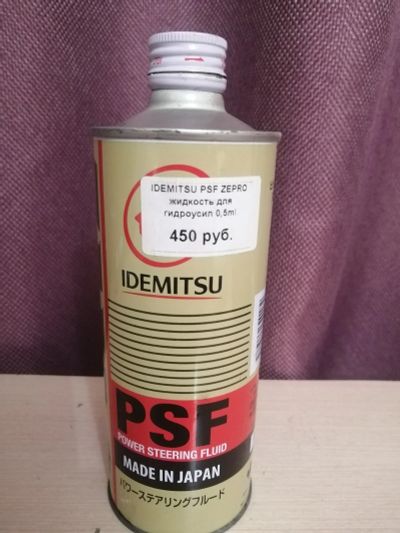 IDEMITSU PSF ZEPRO
жидкость для
гидроусил 0,5ml
450 руб.
IDEMITSU
PSF
POWER STEERING FLUID
MADE IN JAPAN
パワーステアリングフルード